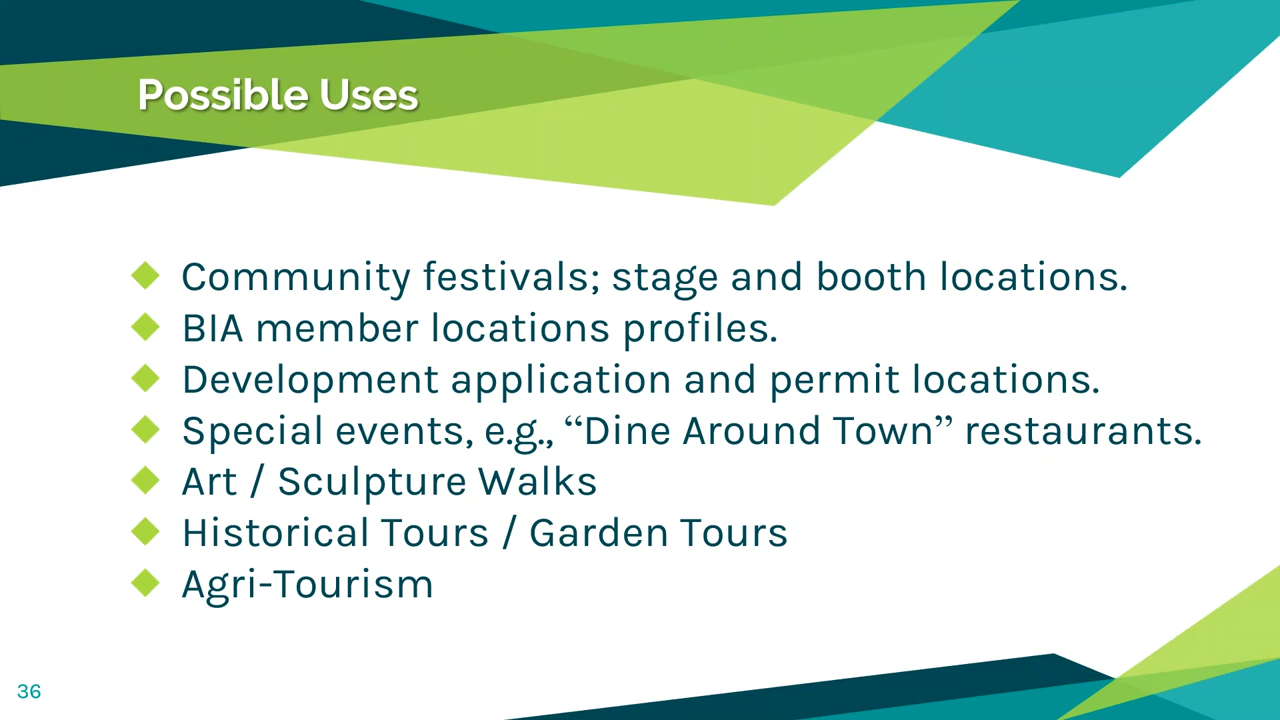 Possible Uses
Community festivals; stage and booth locations.
BIA member locations profiles.
Development application and permit locations.
Special events, e.g., “Dine Around Town” restaurants.
Art / Sculpture Walks
Historical Tours / Garden Tours
Agri-Tourism
36